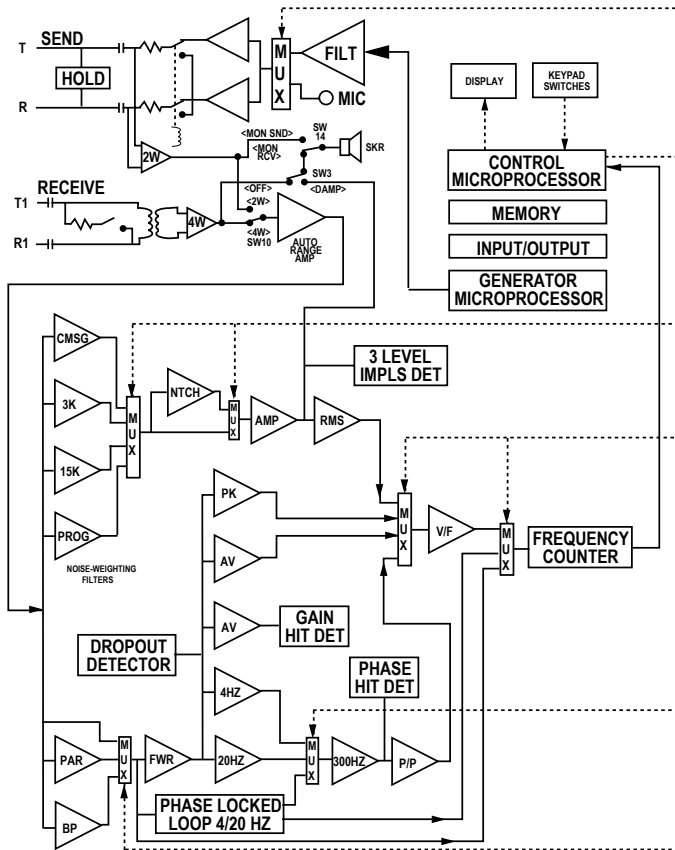 T SEND
HOLD
R
MUX
FILT
MIC
DISPLAY
KEYPAD
SWITCHES
2W
<MON SND>
<MON
RCV>
SW
14
SKR
SW3
<OFF>
<DAMP>
<2W>
<4W>
SW10
RECEIVE
T1
R1
4W
AUTO
RANGE
AMP
CONTROL
MICROPROCESSOR
MEMORY
INPUT/OUTPUT
GENERATOR
MICROPROCESSOR
CMSG
3K
15K
PROG
NOISE-WEIGHTING
FILTERS
MUX
NTCH
MUX
AMP
RMS
3 LEVEL
IMPLS DET
PK
AV
AV
4HZ
20HZ
MUX
V/F
MUX
FREQUENCY
COUNTER
GAIN
HIT DET
DROPOUT
DETECTOR
PHASE
HIT DET
PAR
BP
MUX
FWR
MUX
300HZ
P/P
PHASE LOCKED
LOOP 4/20 HZ